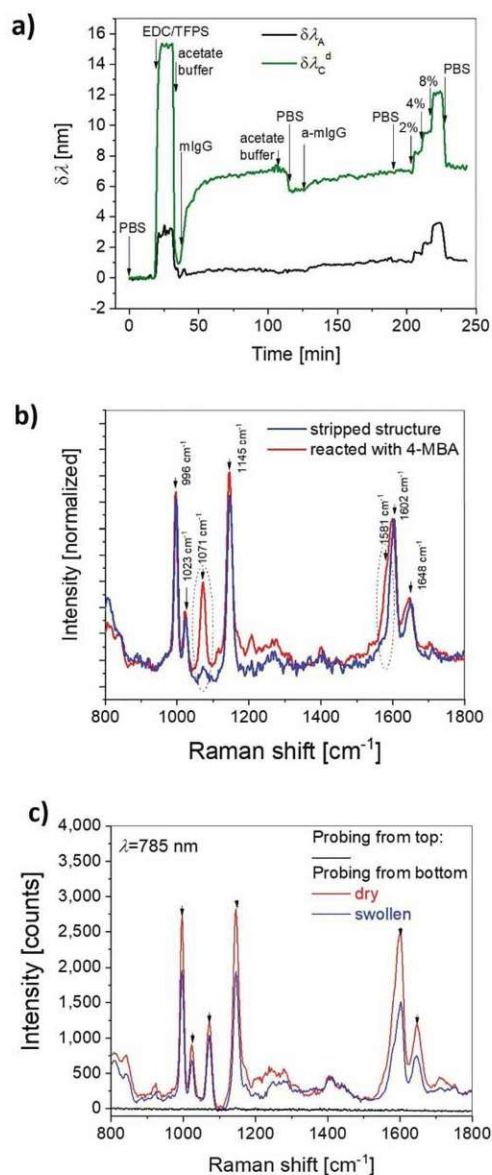 a)
EDC/TFPS
acetate
buffer
mIgG
PBS
δλA
δλCd
acetate
buffer
PBS
a-mIgG
PBS
2%
4%
8%
PBS
16
14
12
10
8
6
4
2
0
-2
δλ [nm]
0 50 100 150 200 250
Time [min]
b)
stripped structure
reacted with 4-MBA
996 cm-1
1023 cm-1
1071 cm-1
1145 cm-1
1581 cm-1
1602 cm-1
1648 cm-1
Intensity [normalized]
800 1000 1200 1400 1600 1800
Raman shift [cm-1]
c)
λ=785 nm
Probing from top:
Probing from bottom
dry
swollen
4,000
3,500
3,000
2,500
2,000
1,500
1,000
500
0
Intensity [counts]
800 1000 1200 1400 1600 1800
Raman shift [cm-1]